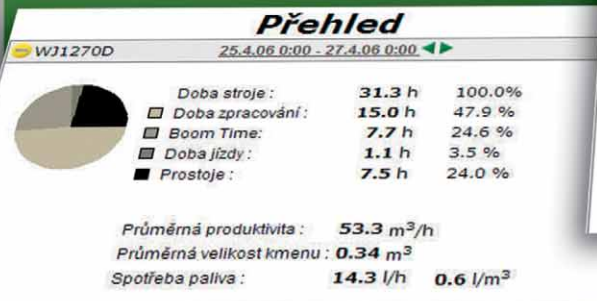 Přehled
WJ1270D 25.4.06 0:00 - 27.4.06 0:00
Doba stroje : 31.3 h 100.0%
Doba zpracování : 15.0 h 47.9 %
Boom Time: 7.7 h 24.6 %
Doba jízdy : 1.1 h 3.5 %
Prostoje : 7.5 h 24.0 %
Průměrná produktivita : 53.3 m³/h
Průměrná velikost kmenu : 0.34 m³
Spotřeba paliva : 14.3 l/h 0.6 l/m³